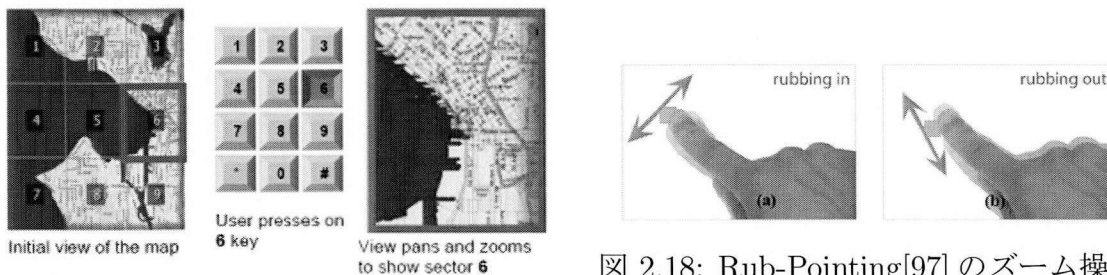 1 2 3
4 5 6
7 8 9
Initial view of the map
1 2 3
4 5 6
7 8 9
* 0 #
User presses on
6 key
View pans and zooms
to show sector 6
rubbing in
(a)
rubbing out
(b)
図 2.18: Rub-Pointing[97] のズーム操